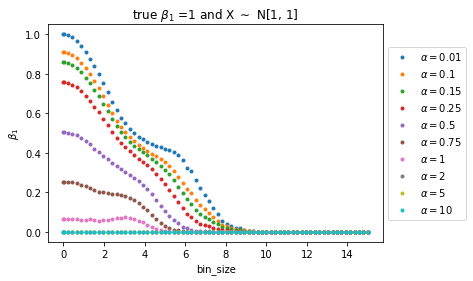 true β₁ =1 and X ∼ N[1, 1]
1.0
0.8
0.6
0.4
0.2
0.0
β₁
0 2 4 6 8 10 12 14
bin_size
α = 0.01
α = 0.1
α = 0.15
α = 0.25
α = 0.5
α = 0.75
α = 1
α = 2
α = 5
α = 10